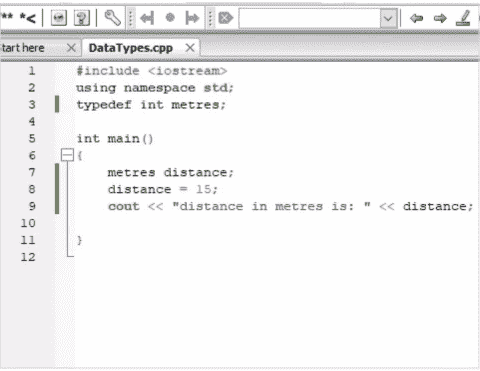 ** *<
tart here
DataTypes.cpp
1 #include <iostream>
2 using namespace std;
3 typedef int metres;
4
5 int main()
6 {
7 metres distance;
8 distance = 15;
9 cout << "distance in metres is: " << distance;
10
11 }
12